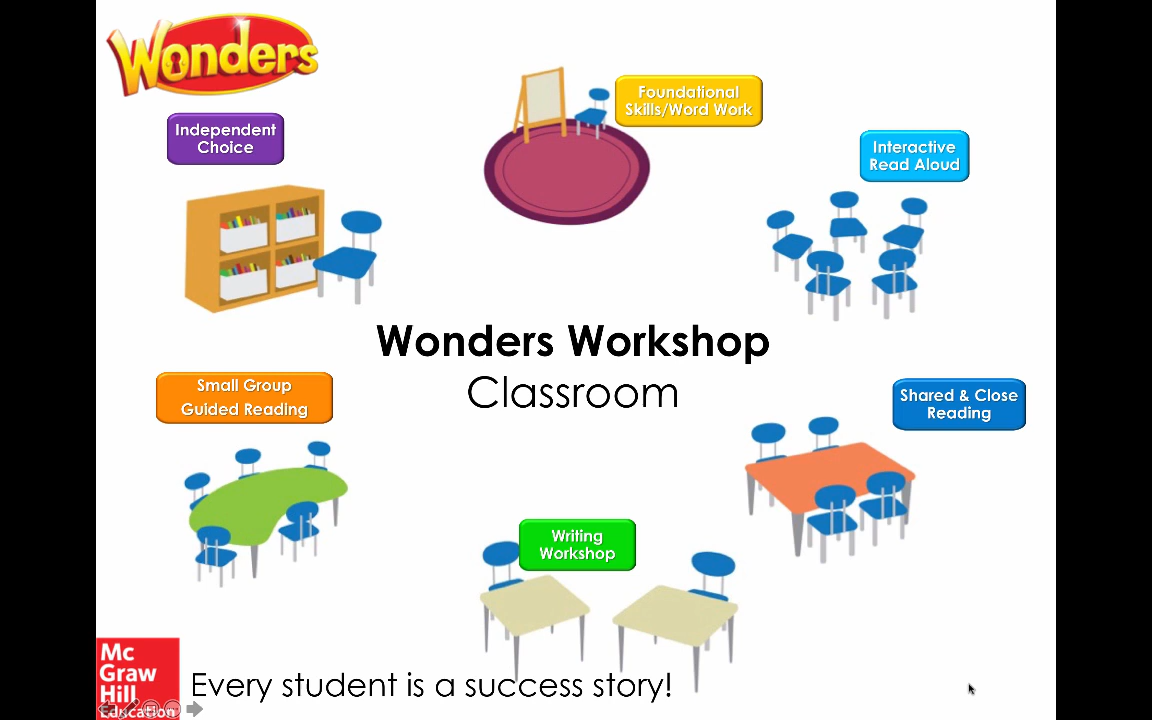 Wonders
Foundational
Skills/Word Work
Independent
Choice
Interactive
Read Aloud
Wonders Workshop
Classroom
Small Group
Guided Reading
Shared & Close
Reading
Writing
Workshop
Mc
Graw
Hill
Education
Every student is a success story!